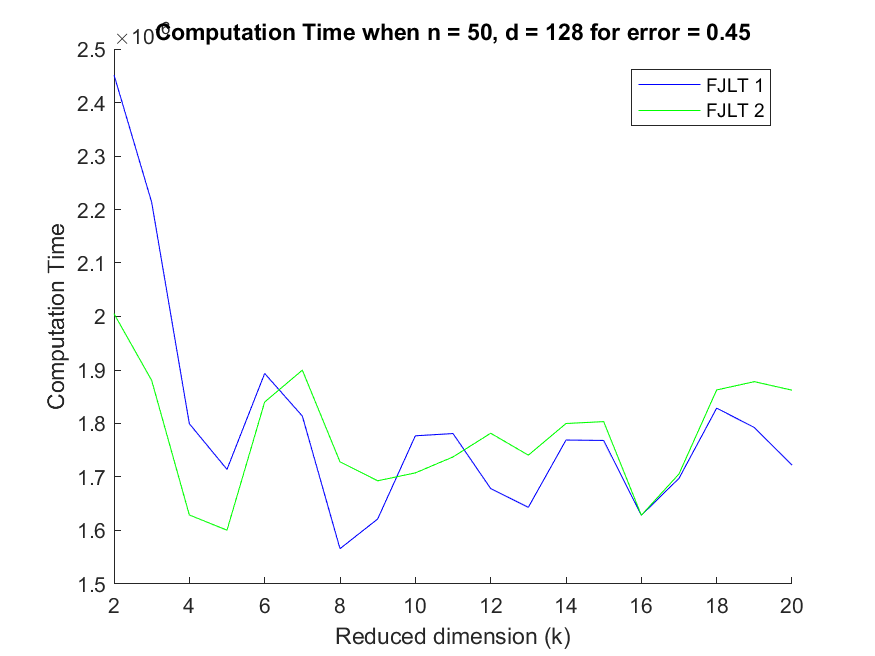 Computation Time when n = 50, d = 128 for error = 0.45
×10
FJLT 1
FJLT 2
2.5
2.4
2.3
2.2
2.1
2
1.9
1.8
1.7
1.6
1.5
Computation Time
2 4 6 8 10 12 14 16 18 20
Reduced dimension (k)